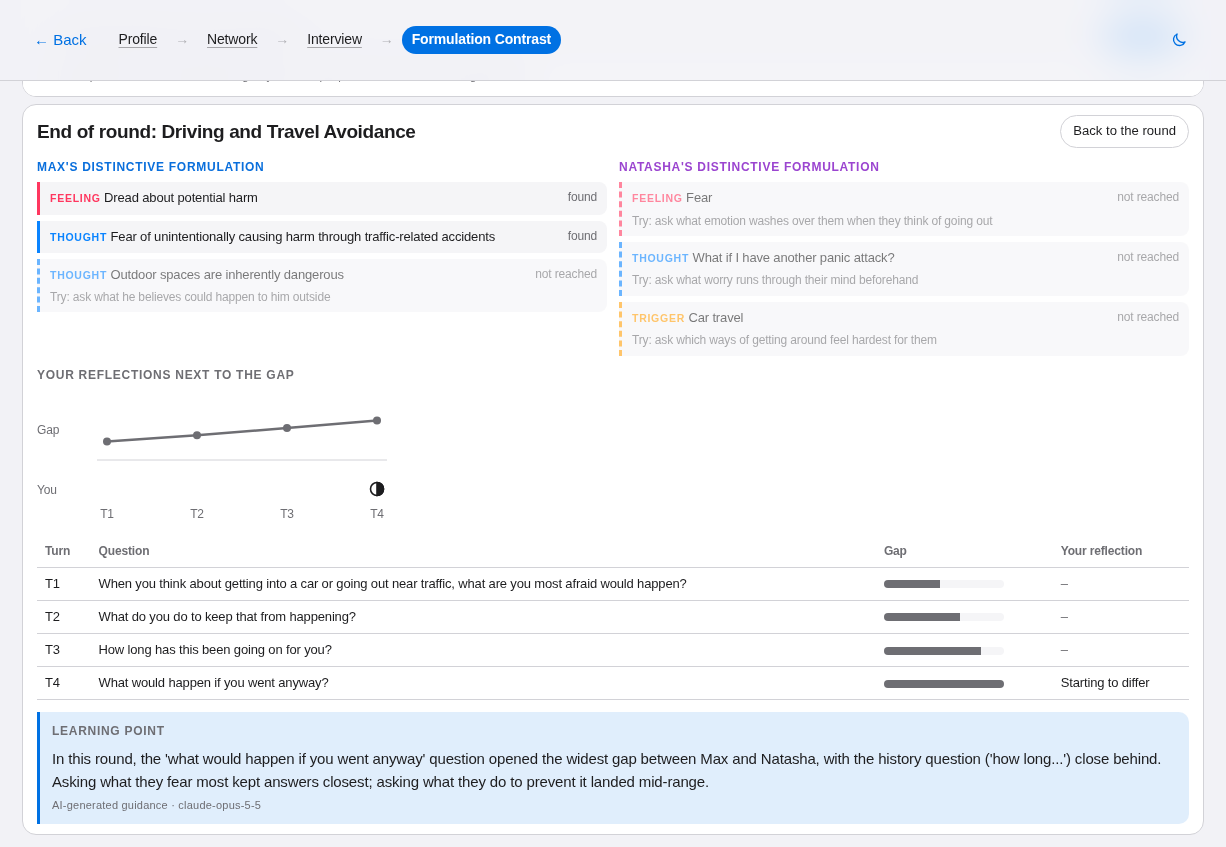 ← Back Profile → Network → Interview → Formulation Contrast
End of round: Driving and Travel Avoidance
Back to the round
MAX'S DISTINCTIVE FORMULATION
FEELING Dread about potential harm found
THOUGHT Fear of unintentionally causing harm through traffic-related accidents found
THOUGHT Outdoor spaces are inherently dangerous not reached
Try: ask what he believes could happen to him outside
NATASHA'S DISTINCTIVE FORMULATION
FEELING Fear not reached
Try: ask what emotion washes over them when they think of going out
THOUGHT What if I have another panic attack? not reached
Try: ask what worry runs through their mind beforehand
TRIGGER Car travel not reached
Try: ask which ways of getting around feel hardest for them
YOUR REFLECTIONS NEXT TO THE GAP
Gap
You
T1 T2 T3 T4
Turn Question Gap Your reflection
T1 When you think about getting into a car or going out near traffic, what are you most afraid would happen? –
T2 What do you do to keep that from happening? –
T3 How long has this been going on for you? –
T4 What would happen if you went anyway? Starting to differ
LEARNING POINT
In this round, the 'what would happen if you went anyway' question opened the widest gap between Max and Natasha, with the history question ('how long...') close behind.
Asking what they fear most kept answers closest; asking what they do to prevent it landed mid-range.
AI-generated guidance · claude-opus-5-5